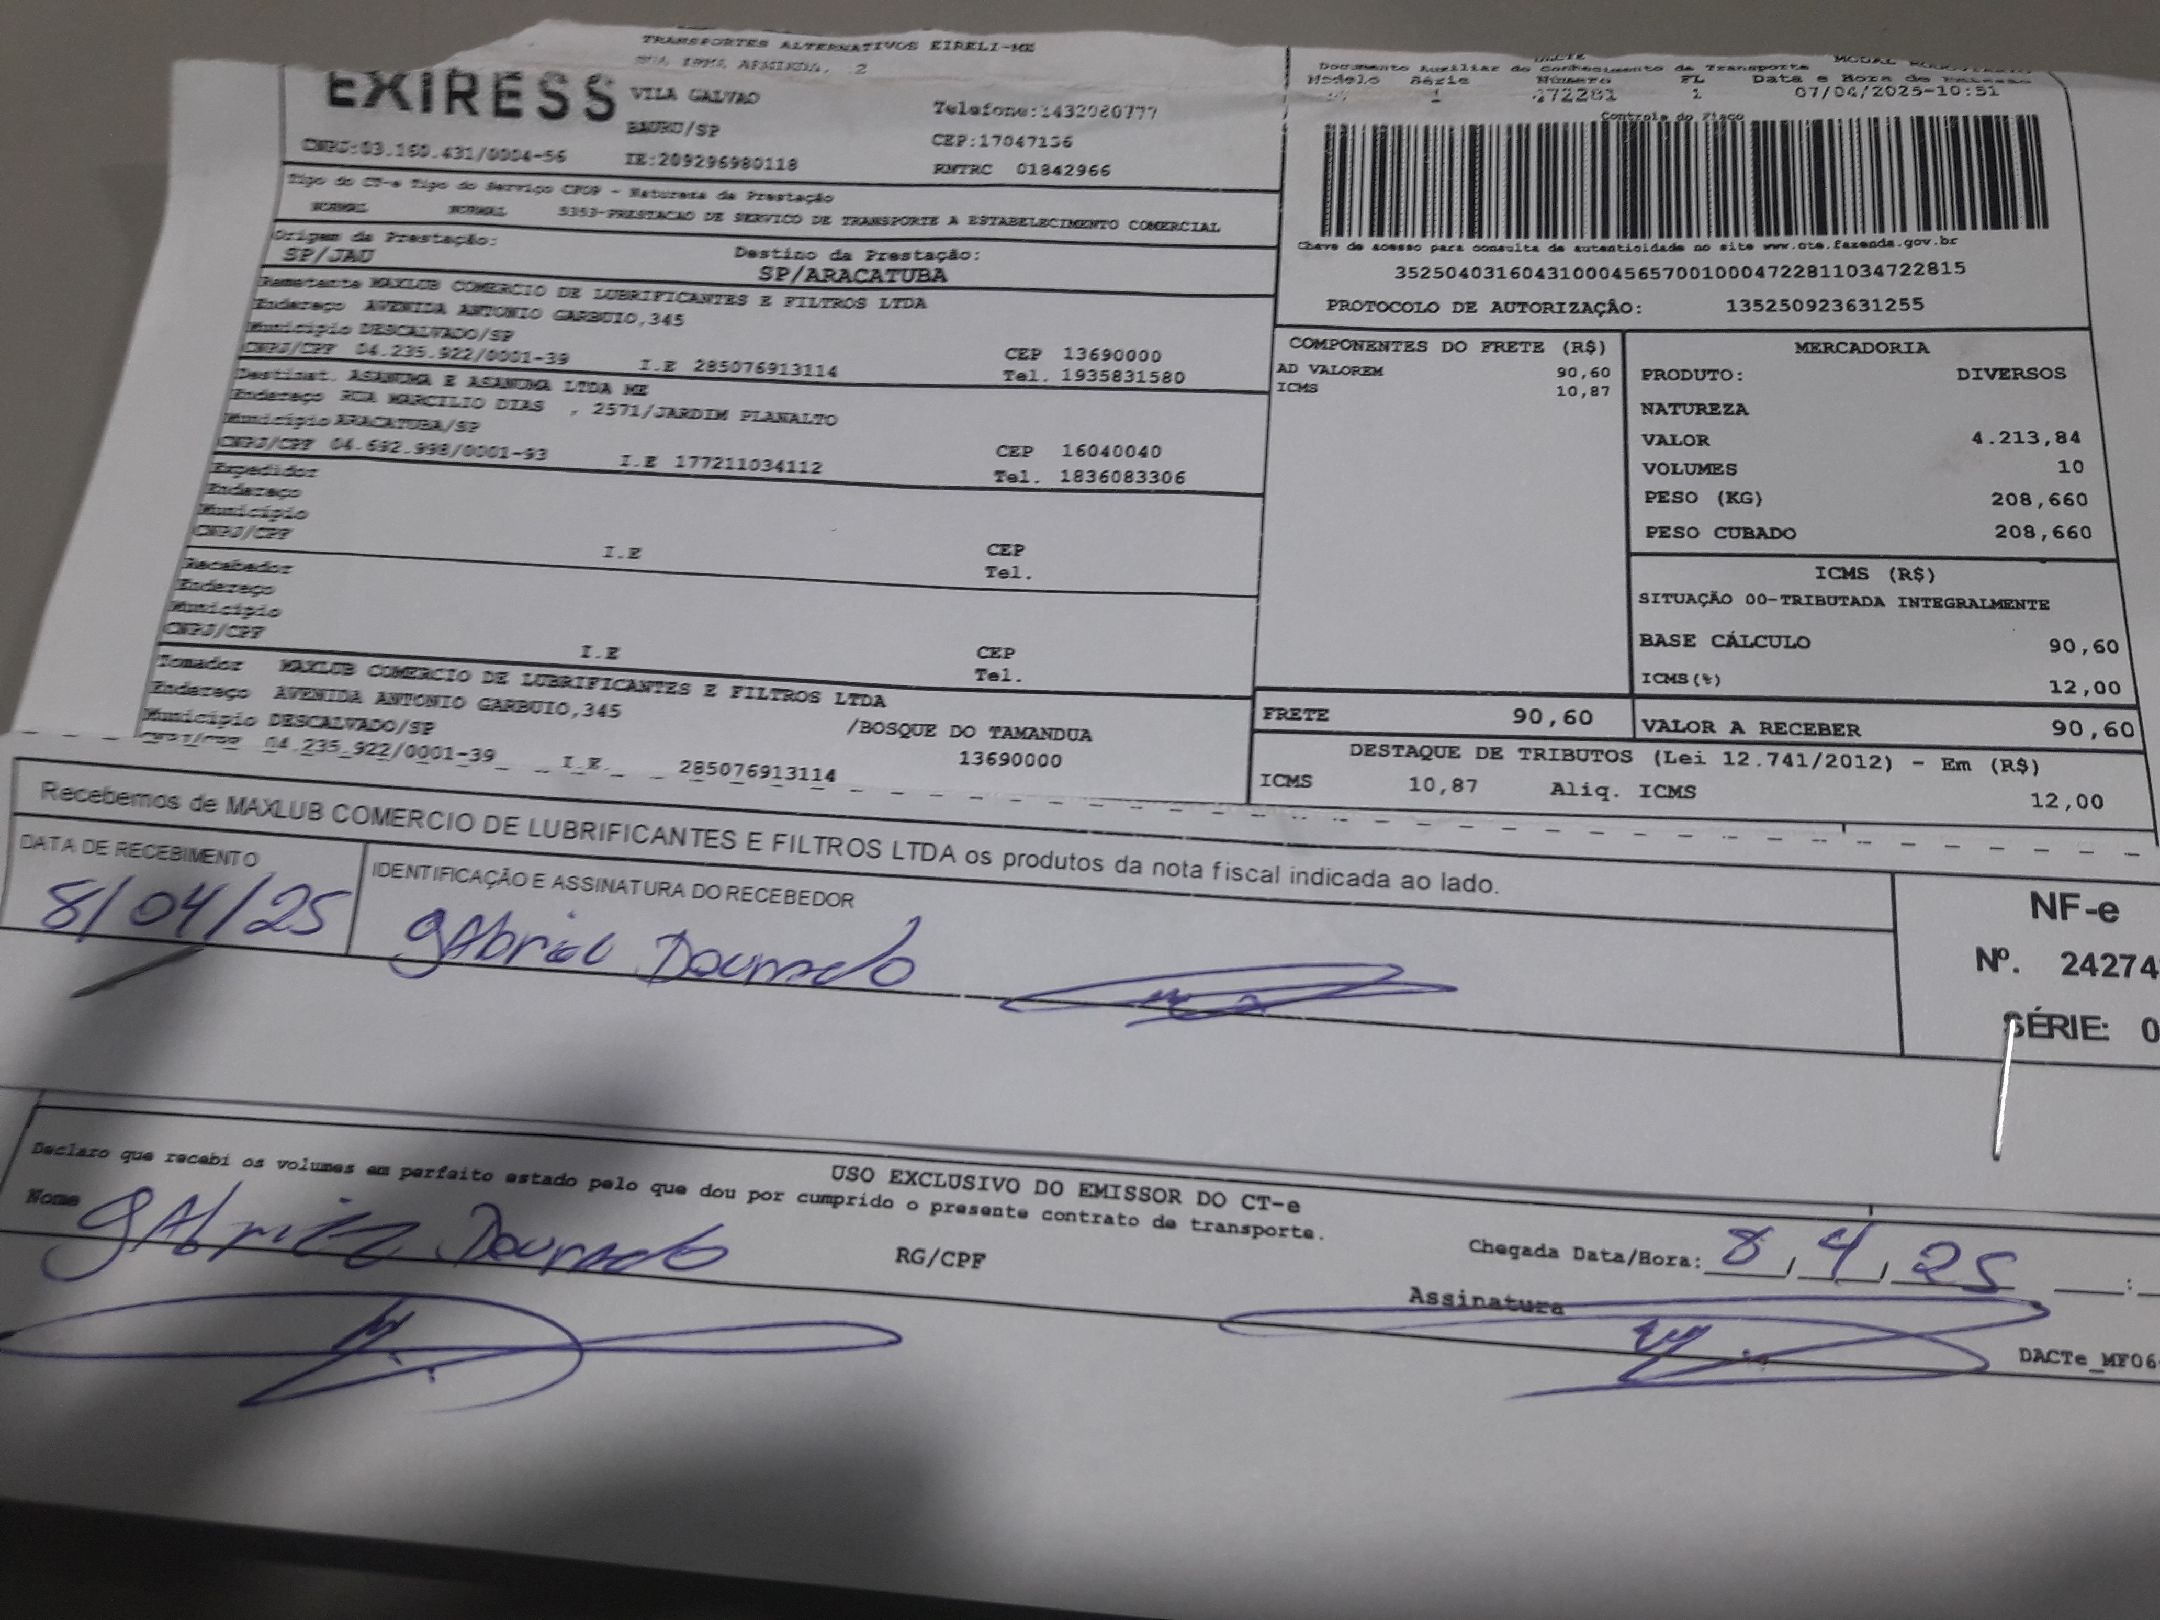 TRANSPORTES ALTERNATIVOS EIRELI-ME
2
EXIRESS
VILA GALVAO
Telefone:1432060777
BAURU/SP
CEP:17047136
CNPJ:03.160.431/0004-56
IE:209296980118
RNTRC 01842966
Tipo do CT-e Tipo do Serviço CFOP - Natureza da Prestação
NORMAL NORMAL 5353-PRESTACAO DE SERVICO DE TRANSPORTE A ESTABELECIMENTO COMERCIAL
Origem da Prestação:
SP/JAU
Destino da Prestação:
SP/ARACATUBA
Remetente MAXLUB COMERCIO DE LUBRIFICANTES E FILTROS LTDA
Endereço AVENIDA ANTONIO GARBUIO,345
Município DESCALVADO/SP
CEP 13690000
CNPJ/CPF 04.235.922/0001-39 I.E 285076913114 Tel. 1935831580
Destinat. ASANUMA E ASANUMA LTDA ME
Endereço RUA MARCILIO DIAS , 2571/JARDIM PLANALTO
Município ARACATUBA/SP
CEP 16040040
CNPJ/CPF 04.692.998/0001-93 I.E 177211034112 Tel. 1836083306
Expedidor
Endereço
Município
CEP
CNPJ/CPF I.E Tel.
Recebedor
Endereço
Município
CEP
CNPJ/CPF I.E Tel.
Tomador MAXLUB COMERCIO DE LUBRIFICANTES E FILTROS LTDA
Endereço AVENIDA ANTONIO GARBUIO,345 /BOSQUE DO TAMANDUA
Município DESCALVADO/SP 13690000
CNPJ/CPF 04.235.922/0001-39 I.E. 285076913114
DACTE MODAL RODOVIARIO
Documento Auxiliar do Conhecimento de Transporte
Modelo Série Número FL Data e Hora de Emissão
1 472281 1 07/04/2025-10:51
Controle do Fisco
Chave de acesso para consulta de autenticidade no site www.cte.fazenda.gov.br
35250403160431000456570010004722811034722815
PROTOCOLO DE AUTORIZAÇÃO: 135250923631255
COMPONENTES DO FRETE (R$)
AD VALOREM 90,60
ICMS 10,87
MERCADORIA
PRODUTO: DIVERSOS
NATUREZA
VALOR 4.213,84
VOLUMES 10
PESO (KG) 208,660
PESO CUBADO 208,660
ICMS (R$)
SITUAÇÃO 00-TRIBUTADA INTEGRALMENTE
BASE CÁLCULO 90,60
ICMS(%) 12,00
FRETE 90,60 VALOR A RECEBER 90,60
DESTAQUE DE TRIBUTOS (Lei 12.741/2012) - Em (R$)
ICMS 10,87 Aliq. ICMS 12,00
Recebemos de MAXLUB COMERCIO DE LUBRIFICANTES E FILTROS LTDA os produtos da nota fiscal indicada ao lado.
DATA DE RECEBIMENTO
8/04/25
IDENTIFICAÇÃO E ASSINATURA DO RECEBEDOR
gAbriel Dourado
NF-e
Nº. 24274
SÉRIE: 0
USO EXCLUSIVO DO EMISSOR DO CT-e
Declaro que recebi os volumes em perfeito estado pelo que dou por cumprido o presente contrato de transporte.
Nome gAbriel Dourado RG/CPF
Chegada Data/Hora: 8/4/25 :
Assinatura
DACTe_MF06